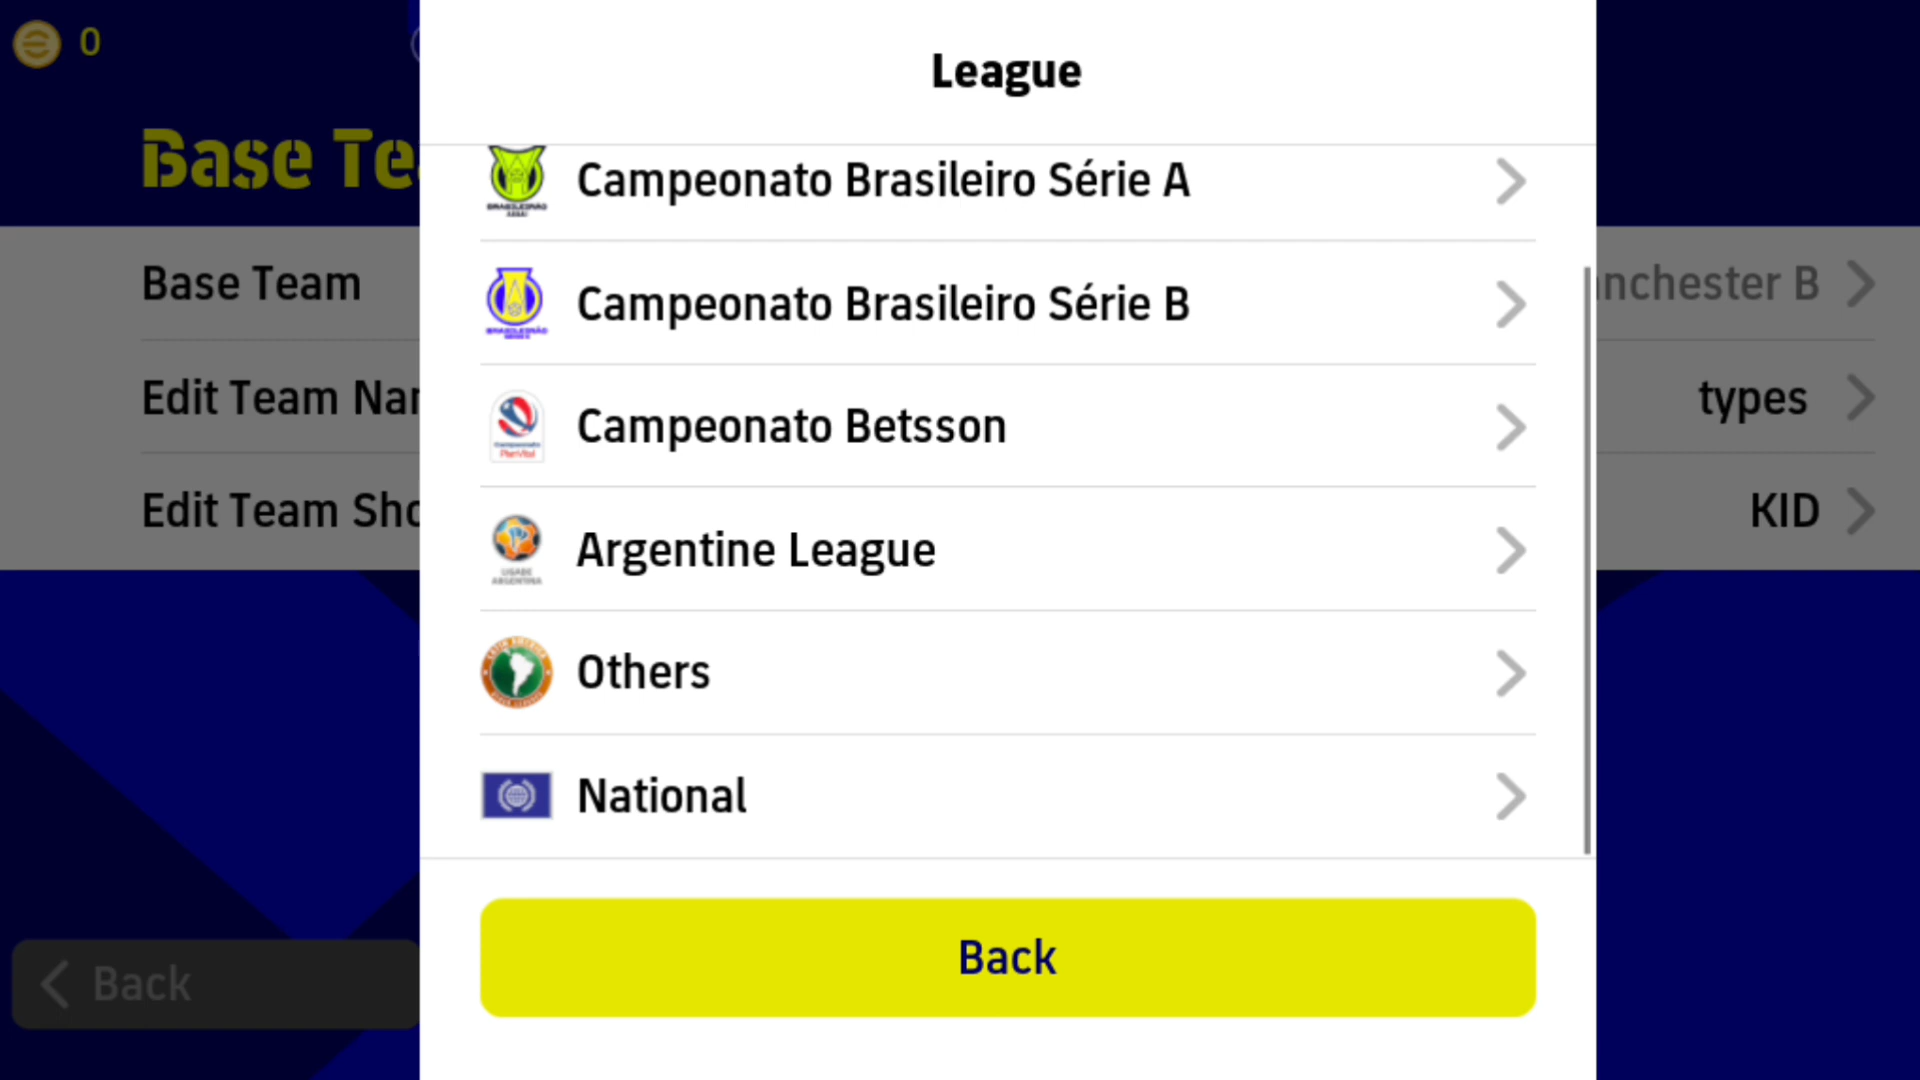 0
League
Base Te
Campeonato Brasileiro Série A
Campeonato Brasileiro Série B
Base Team
nchester B
Campeonato Betsson
Edit Team Nar
types
Argentine League
Edit Team Sho
KID
Others
National
Back
Back